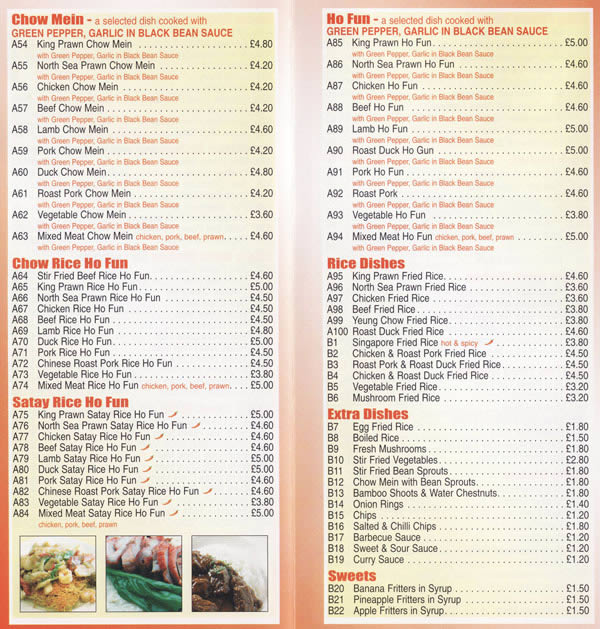 Chow Mein - a selected dish cooked with
GREEN PEPPER, GARLIC IN BLACK BEAN SAUCE
A54 King Prawn Chow Mein £4.80
with Green Pepper, Garlic in Black Bean Sauce
A55 North Sea Prawn Chow Mein £4.20
with Green Pepper, Garlic in Black Bean Sauce
A56 Chicken Chow Mein £4.20
with Green Pepper, Garlic in Black Bean Sauce
A57 Beef Chow Mein £4.20
with Green Pepper, Garlic in Black Bean Sauce
A58 Lamb Chow Mein £4.60
with Green Pepper, Garlic in Black Bean Sauce
A59 Pork Chow Mein £4.20
with Green Pepper, Garlic in Black Bean Sauce
A60 Duck Chow Mein £4.80
with Green Pepper, Garlic in Black Bean Sauce
A61 Roast Pork Chow Mein £4.20
with Green Pepper, Garlic in Black Bean Sauce
A62 Vegetable Chow Mein £3.60
with Green Pepper, Garlic in Black Bean Sauce
A63 Mixed Meat Chow Mein chicken, pork, beef, prawn £4.60
with Green Pepper, Garlic in Black Bean Sauce
Chow Rice Ho Fun
A64 Stir Fried Beef Rice Ho Fun £4.60
A65 King Prawn Rice Ho Fun £5.00
A66 North Sea Prawn Rice Ho Fun £4.50
A67 Chicken Rice Ho Fun £4.50
A68 Beef Rice Ho Fun £4.50
A69 Lamb Rice Ho Fun £4.80
A70 Duck Rice Ho Fun £5.00
A71 Pork Rice Ho Fun £4.50
A72 Chinese Roast Pork Rice Ho Fun £4.50
A73 Vegetable Rice Ho Fun £3.80
A74 Mixed Meat Rice Ho Fun chicken, pork, beef, prawn £5.00
Satay Rice Ho Fun
A75 King Prawn Satay Rice Ho Fun £5.00
A76 North Sea Prawn Satay Rice Ho Fun £4.60
A77 Chicken Satay Rice Ho Fun £4.60
A78 Beef Satay Rice Ho Fun £4.60
A79 Lamb Satay Rice Ho Fun £5.00
A80 Duck Satay Rice Ho Fun £5.00
A81 Pork Satay Rice Ho Fun £4.60
A82 Chinese Roast Pork Satay Rice Ho Fun £4.60
A83 Vegetable Satay Rice Ho Fun £3.80
A84 Mixed Meat Satay Rice Ho Fun £5.00
chicken, pork, beef, prawn
Ho Fun - a selected dish cooked with
GREEN PEPPER, GARLIC IN BLACK BEAN SAUCE
A85 King Prawn Ho Fun £5.00
with Green Pepper, Garlic in Black Bean Sauce
A86 North Sea Prawn Ho Fun £4.60
with Green Pepper, Garlic in Black Bean Sauce
A87 Chicken Ho Fun £4.60
with Green Pepper, Garlic in Black Bean Sauce
A88 Beef Ho Fun £4.60
with Green Pepper, Garlic in Black Bean Sauce
A89 Lamb Ho Fun £5.00
with Green Pepper, Garlic in Black Bean Sauce
A90 Roast Duck Ho Gun £5.00
with Green Pepper, Garlic in Black Bean Sauce
A91 Pork Ho Fun £4.60
with Green Pepper, Garlic in Black Bean Sauce
A92 Roast Pork £4.60
with Green Pepper, Garlic in Black Bean Sauce
A93 Vegetable Ho Fun £3.80
with Green Pepper, Garlic in Black Bean Sauce
A94 Mixed Meat Ho Fun chicken, pork, beef, prawn £5.00
with Green Pepper, Garlic in Black Bean Sauce
Rice Dishes
A95 King Prawn Fried Rice £4.60
A96 North Sea Prawn Fried Rice £3.60
A97 Chicken Fried Rice £3.60
A98 Beef Fried Rice £3.80
A99 Yeung Chow Fried Rice £3.80
A100 Roast Duck Fried Rice £4.60
B1 Singapore Fried Rice hot & spicy £3.80
B2 Chicken & Roast Pork Fried Rice £4.50
B3 Roast Pork & Roast Duck Fried Rice £4.50
B4 Chicken & Roast Duck Fried Rice £4.50
B5 Vegetable Fried Rice £3.20
B6 Mushroom Fried Rice £3.20
Extra Dishes
B7 Egg Fried Rice £1.80
B8 Boiled Rice £1.50
B9 Fresh Mushrooms £1.80
B10 Stir Fried Vegetables £2.80
B11 Stir Fried Bean Sprouts £1.80
B12 Chow Mein with Bean Sprouts £1.80
B13 Bamboo Shoots & Water Chestnuts £1.80
B14 Onion Rings £1.40
B15 Chips £1.20
B16 Salted & Chilli Chips £1.80
B17 Barbecue Sauce £1.20
B18 Sweet & Sour Sauce £1.20
B19 Curry Sauce £1.20
Sweets
B20 Banana Fritters in Syrup £1.50
B21 Pineapple Fritters in Syrup £1.50
B22 Apple Fritters in Syrup £1.50